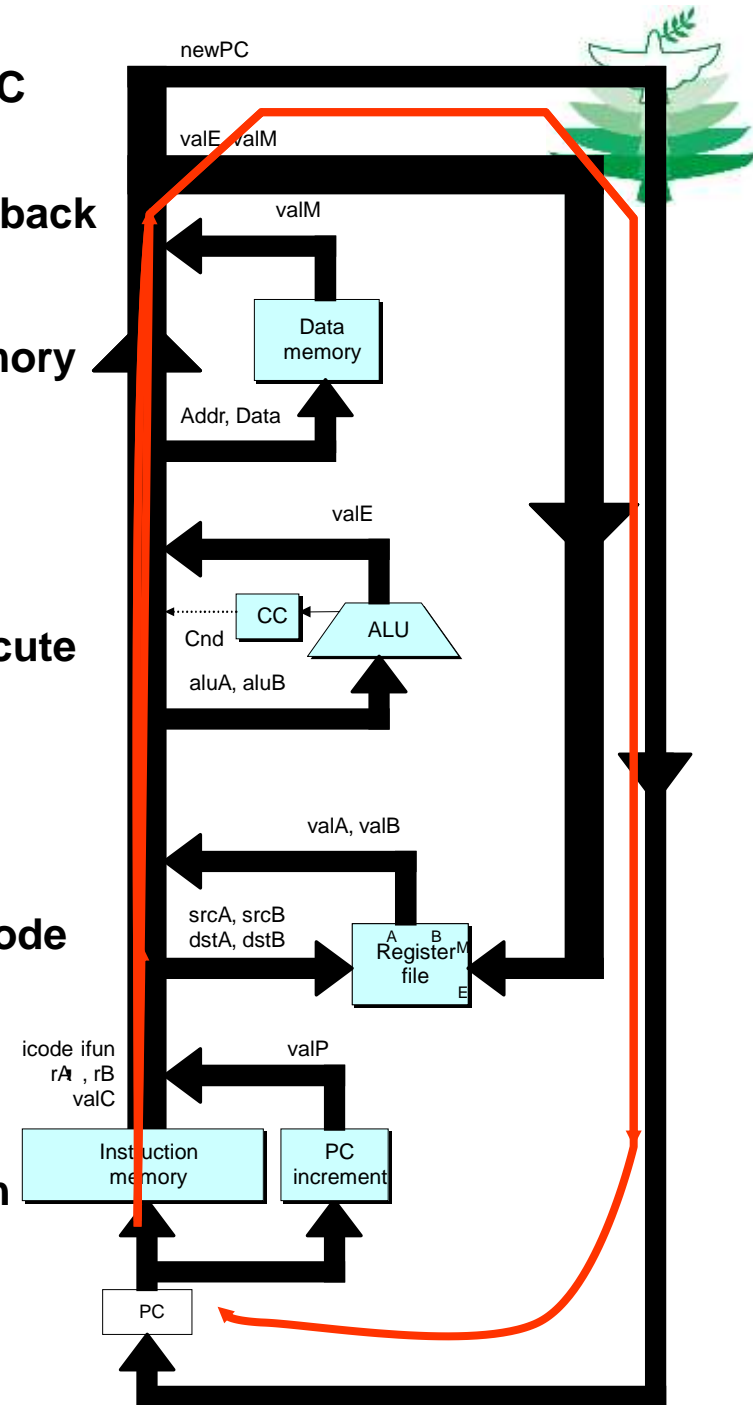 newPC
C
valE, valM
back
valM
Data
memory
nory
Addr, Data
valE
CC
ALU
Cnd
cute
aluA, aluB
valA, valB
srcA, srcB
dstA, dstB
ode
A B
M
Register
file
E
icode ifun
rA , rB
valC
valP
Instruction
memory
PC
increment
n
PC